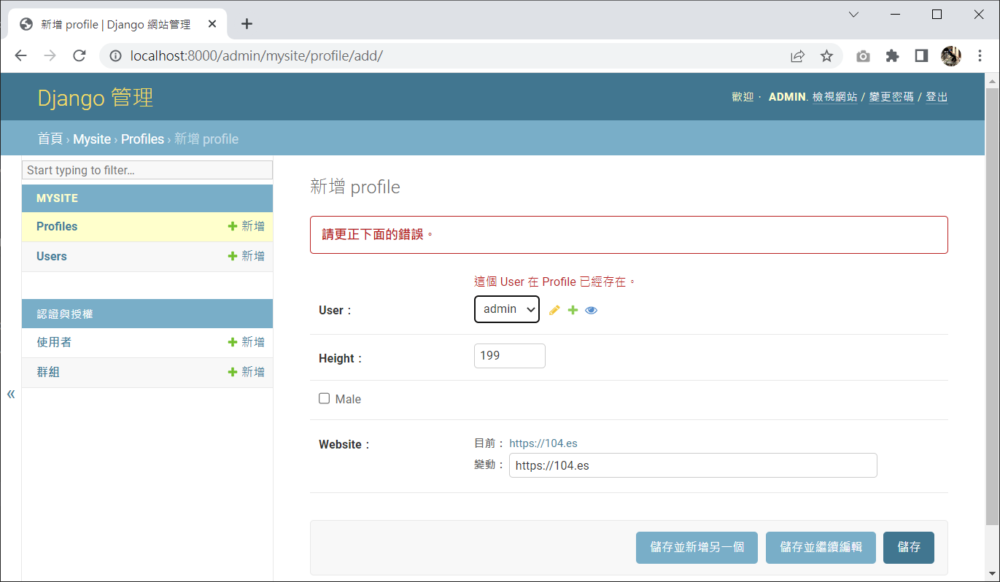 新增 profile | Django 網站管理
localhost:8000/admin/mysite/profile/add/
Django 管理
歡迎· ADMIN. 檢視網站 / 變更密碼 / 登出
首頁 › Mysite › Profiles › 新增 profile
Start typing to filter...
MYSITE
Profiles 新增
Users 新增
認證與授權
使用者 新增
群組 新增
«
新增 profile
請更正下面的錯誤。
這個 User 在 Profile 已經存在。
User： admin
Height： 199
Male
Website： 目前： https://104.es
變動： https://104.es
儲存並新增另一個 儲存並繼續編輯 儲存